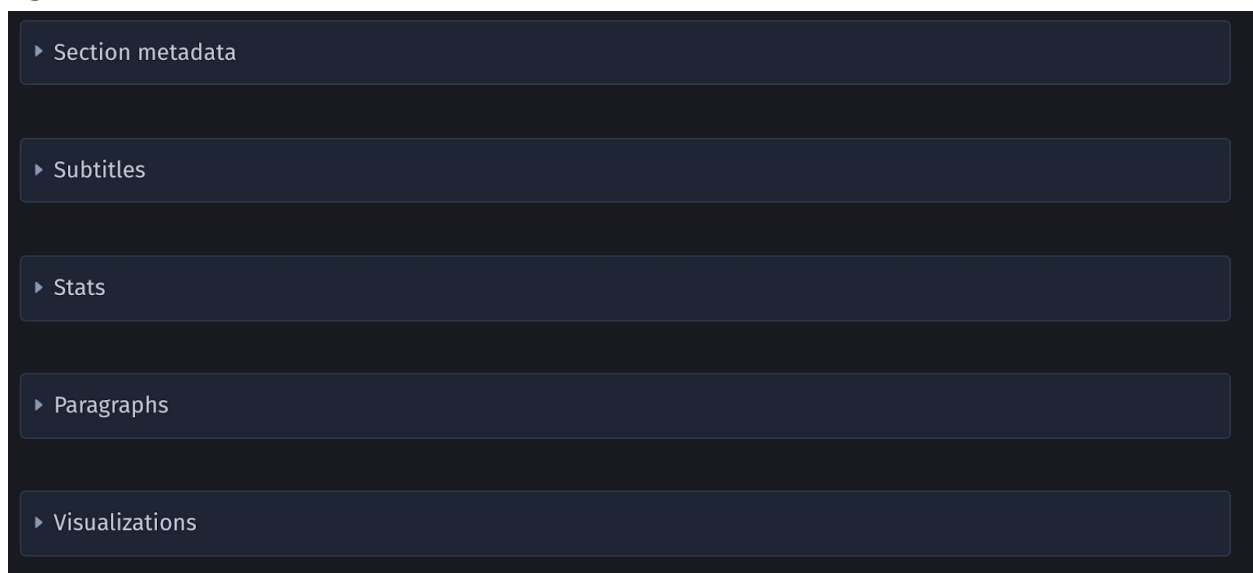 Section metadata
Subtitles
Stats
Paragraphs
Visualizations